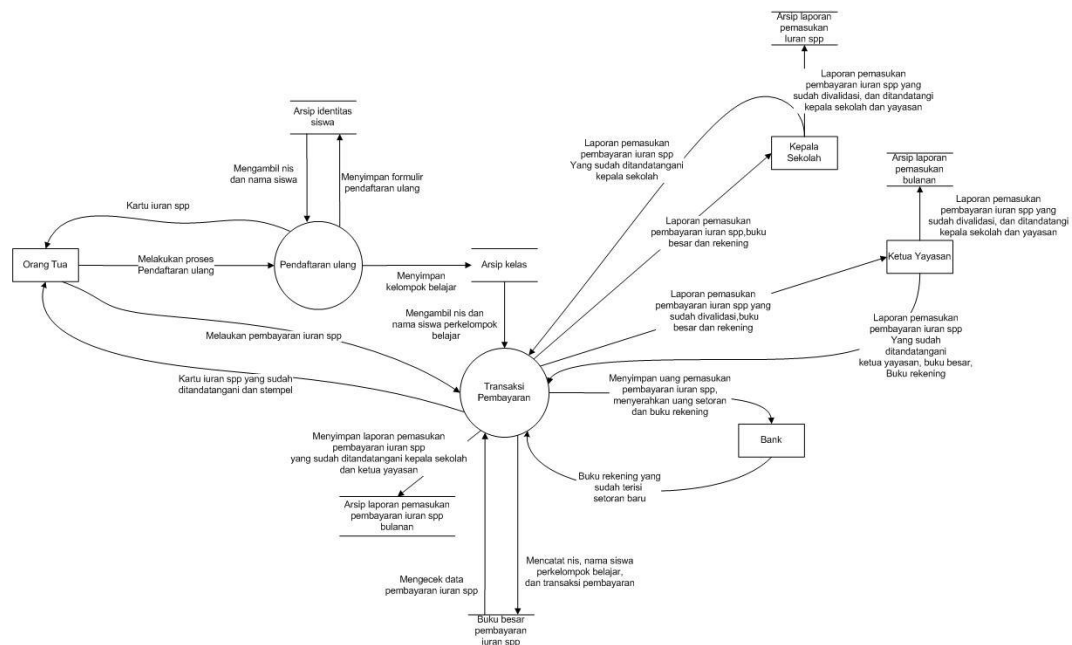 Arsip laporan
pemasukan
Iuran spp
Laporan pemasukan
pembayaran iuran spp yang
sudah divalidasi, dan ditandatangi
kepala sekolah dan yayasan
Arsip identitas
siswa
Mengambil nis
dan nama siswa
Menyimpan formulir
pendaftaran ulang
Laporan pemasukan
pembayaran iuran spp
Yang sudah ditandatangani
kepala sekolah
Kepala
Sekolah
Arsip laporan
pemasukan
bulanan
Laporan pemasukan
pembayaran iuran spp yang
sudah divalidasi, dan ditandatangi
kepala sekolah dan yayasan
Kartu iuran spp
Laporan pemasukan
pembayaran iuran spp,buku
besar dan rekening
Orang Tua
Melakukan proses
Pendaftaran ulang
Pendaftaran ulang
Menyimpan
kelompok belajar
Arsip kelas
Ketua Yayasan
Laporan pemasukan
pembayaran iuran spp yang
sudah divalidasi,buku
besar dan rekening
Mengambil nis dan
nama siswa perkelompok
belajar
Laporan pemasukan
pembayaran iuran spp
Yang sudah
ditandatangani
ketua yayasan, buku besar,
Buku rekening
Melaukan pembayaran iuran spp
Kartu iuran spp yang sudah
ditandatangani dan stempel
Transaksi
Pembayaran
Menyimpan uang pemasukan
pembayaran iuran spp,
menyerahkan uang setoran
dan buku rekening
Bank
Menyimpan laporan pemasukan
pembayaran iuran spp
yang sudah ditandatangani kepala sekolah
dan ketua yayasan
Buku rekening yang
sudah terisi
setoran baru
Arsip laporan pemasukan
pembayaran iuran spp
bulanan
Mengecek data
pembayaran iuran spp
Mencatat nis, nama siswa
perkelompok belajar,
dan transaksi pembayaran
Buku besar
pembayaran
iuran spp